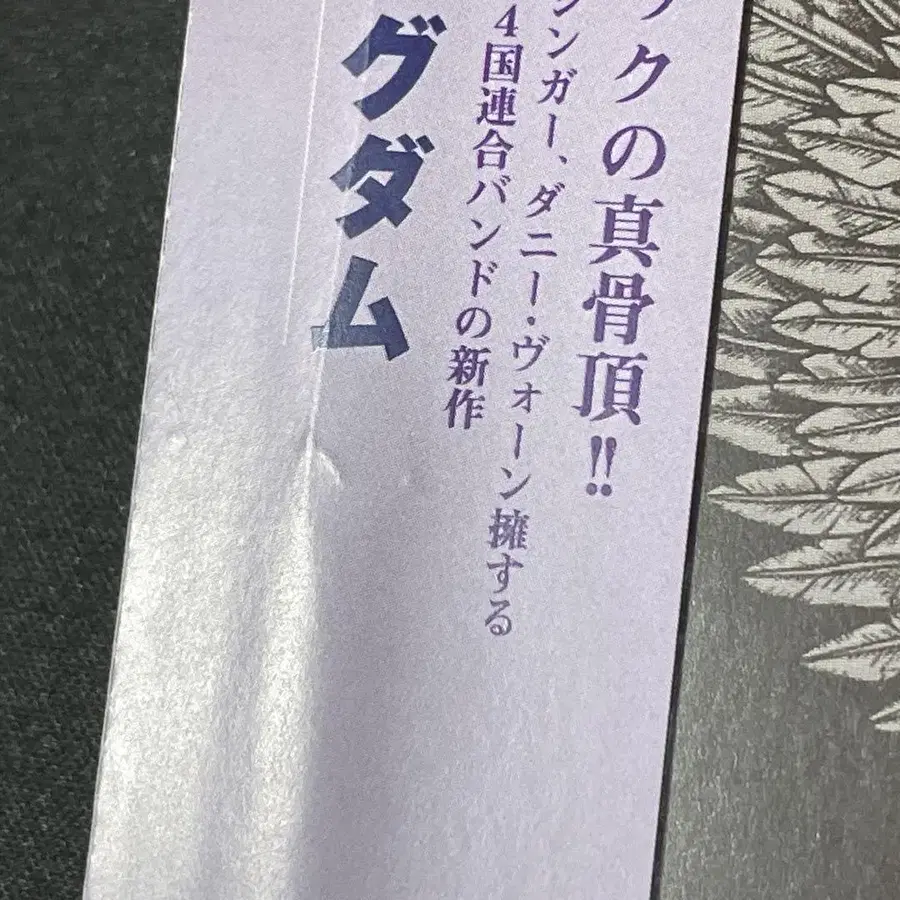 クの真骨頂!!
ンガー、ダニー・ヴォーン擁する
4国連合バンドの新作
グダム